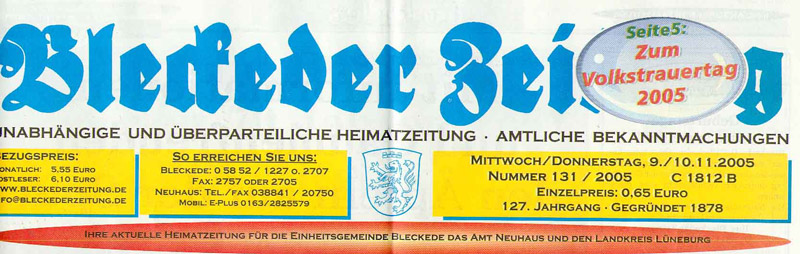 Bleckeder Zei g
Seite5:
Zum
Volkstrauertag
2005
UNABHÄNGIGE UND ÜBERPARTEILICHE HEIMATZEITUNG · AMTLICHE BEKANNTMACHUNGEN
BEZUGSPREIS:
MONATLICH: 5,55 EURO
POSTLESER: 6,10 EURO
WWW.BLECKEDERZEITUNG.DE
INFO@BLECKEDERZEITUNG.DE
SO ERREICHEN SIE UNS:
BLECKEDE: 0 58 52 / 1227 O. 2707
FAX: 2757 ODER 2705
NEUHAUS: TEL./FAX 038841 / 20750
MOBIL: E-PLUS 0163/2825579
MITTWOCH/DONNERSTAG, 9./10.11.2005
NUMMER 131 / 2005 C 1812 B
EINZELPREIS: 0,65 EURO
127. JAHRGANG · GEGRÜNDET 1878
IHRE AKTUELLE HEIMATZEITUNG FÜR DIE EINHEITSGEMEINDE BLECKEDE DAS AMT NEUHAUS UND DEN LANDKREIS LÜNEBURG